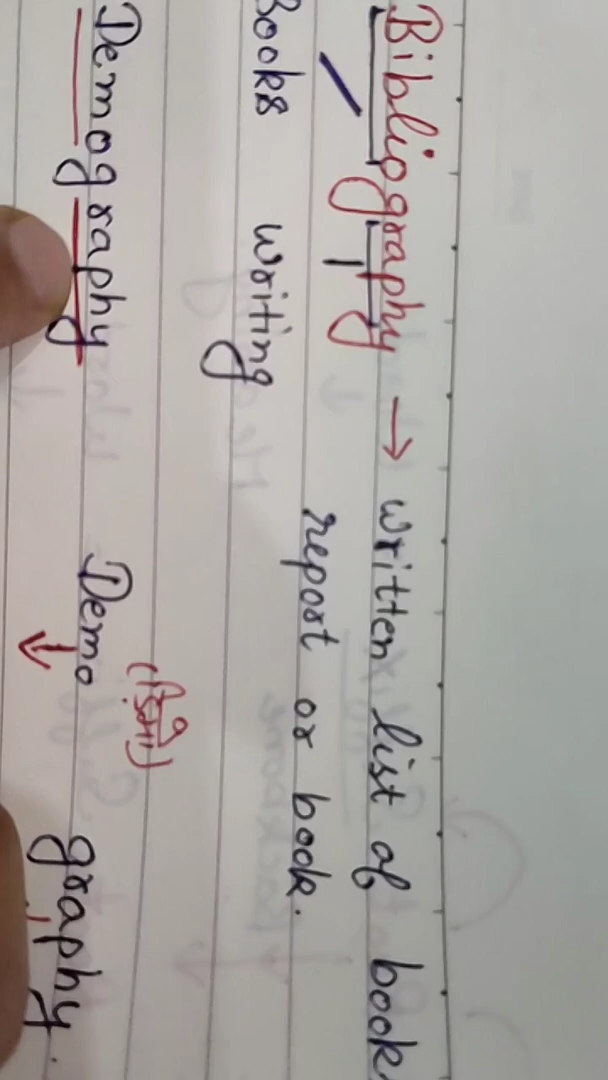 Bibliography → written list of book
report or book.
Books writing
Demography Demo graphy.